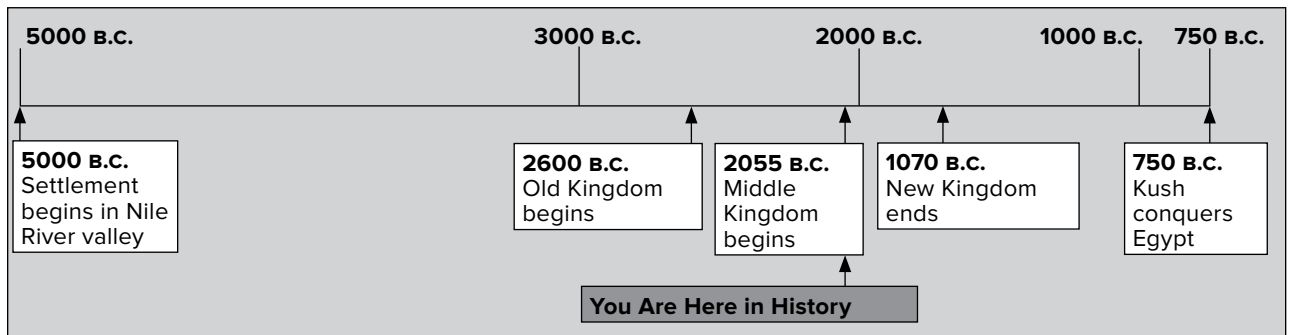 5000 B.C.
3000 B.C.
2000 B.C.
1000 B.C.
750 B.C.
5000 B.C.
Settlement
begins in Nile
River valley
2600 B.C.
Old Kingdom
begins
2055 B.C.
Middle
Kingdom
begins
1070 B.C.
New Kingdom
ends
750 B.C.
Kush
conquers
Egypt
You Are Here in History